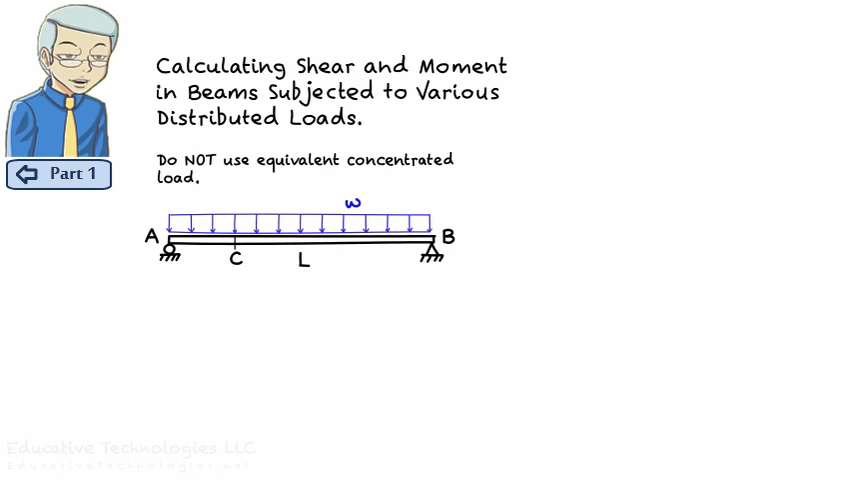 Calculating Shear and Moment
in Beams Subjected to Various
Distributed Loads.
Part 1
Do NOT use equivalent concentrated
load.
w
A
B
C
L
Educative Technologies LLC
EducativeTechnologies.net